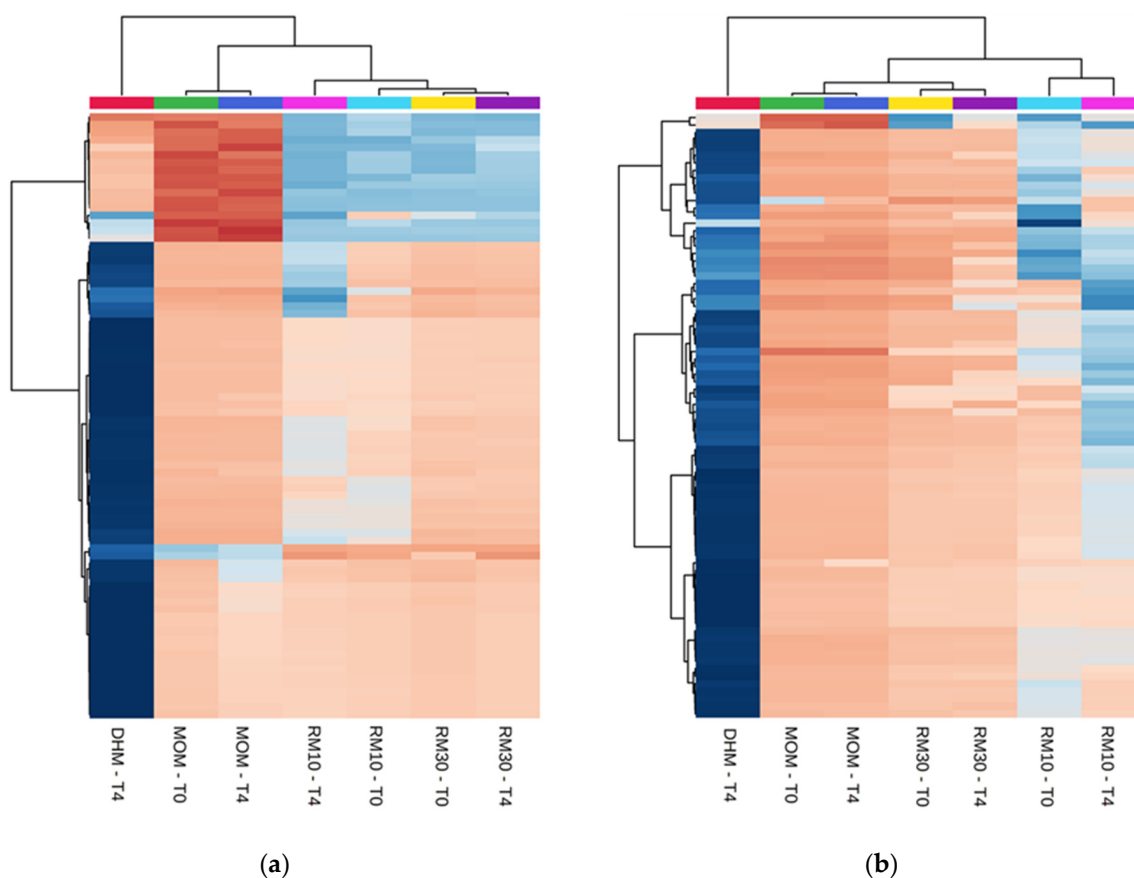 DHM - T4
MOM - T0
MOM - T4
RM10 - T4
RM10 - T0
RM30 - T0
RM30 - T4
DHM - T4
MOM - T0
MOM - T4
RM30 - T0
RM30 - T4
RM10 - T0
RM10 - T4
(a)
(b)